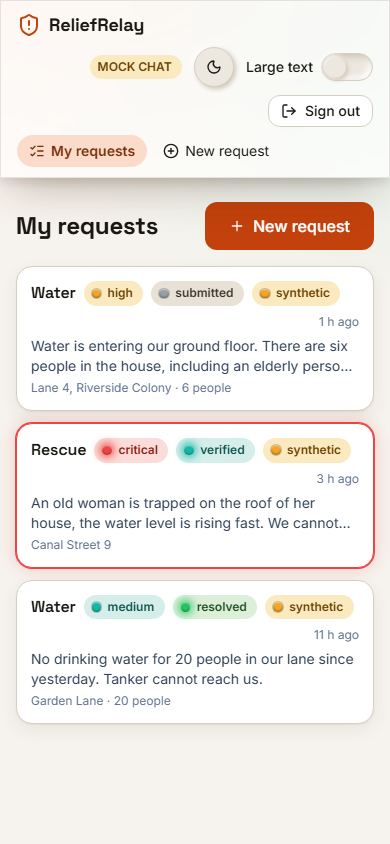 ReliefRelay
MOCK CHAT
Large text
Sign out
My requests
New request
My requests
+ New request
Water high submitted synthetic
1 h ago
Water is entering our ground floor. There are six
people in the house, including an elderly perso...
Lane 4, Riverside Colony · 6 people
Rescue critical verified synthetic
3 h ago
An old woman is trapped on the roof of her
house, the water level is rising fast. We cannot...
Canal Street 9
Water medium resolved synthetic
11 h ago
No drinking water for 20 people in our lane since
yesterday. Tanker cannot reach us.
Garden Lane · 20 people